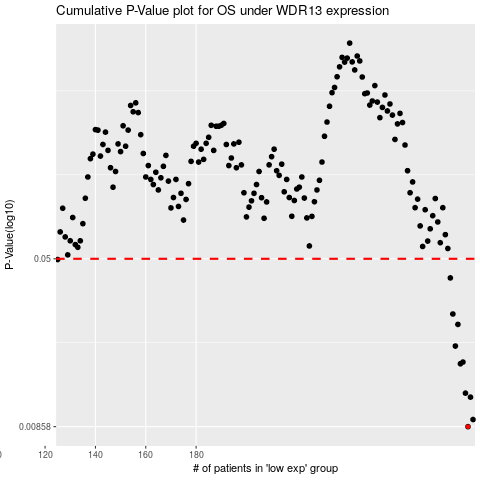 Cumulative P-Value plot for OS under WDR13 expression
P-Value(log10)
0.05
0.00858
0 120 140 160 180
# of patients in 'low exp' group